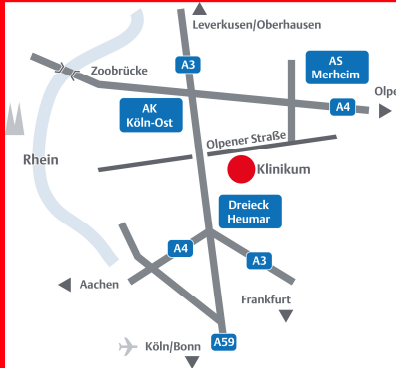 Leverkusen/Oberhausen
A3
AS
Merheim
Zoobrücke
Olpe
A4
AK
Köln-Ost
Olpener Straße
Rhein
Klinikum
Dreieck
Heumar
A4
A3
Aachen
Frankfurt
Köln/Bonn
A59